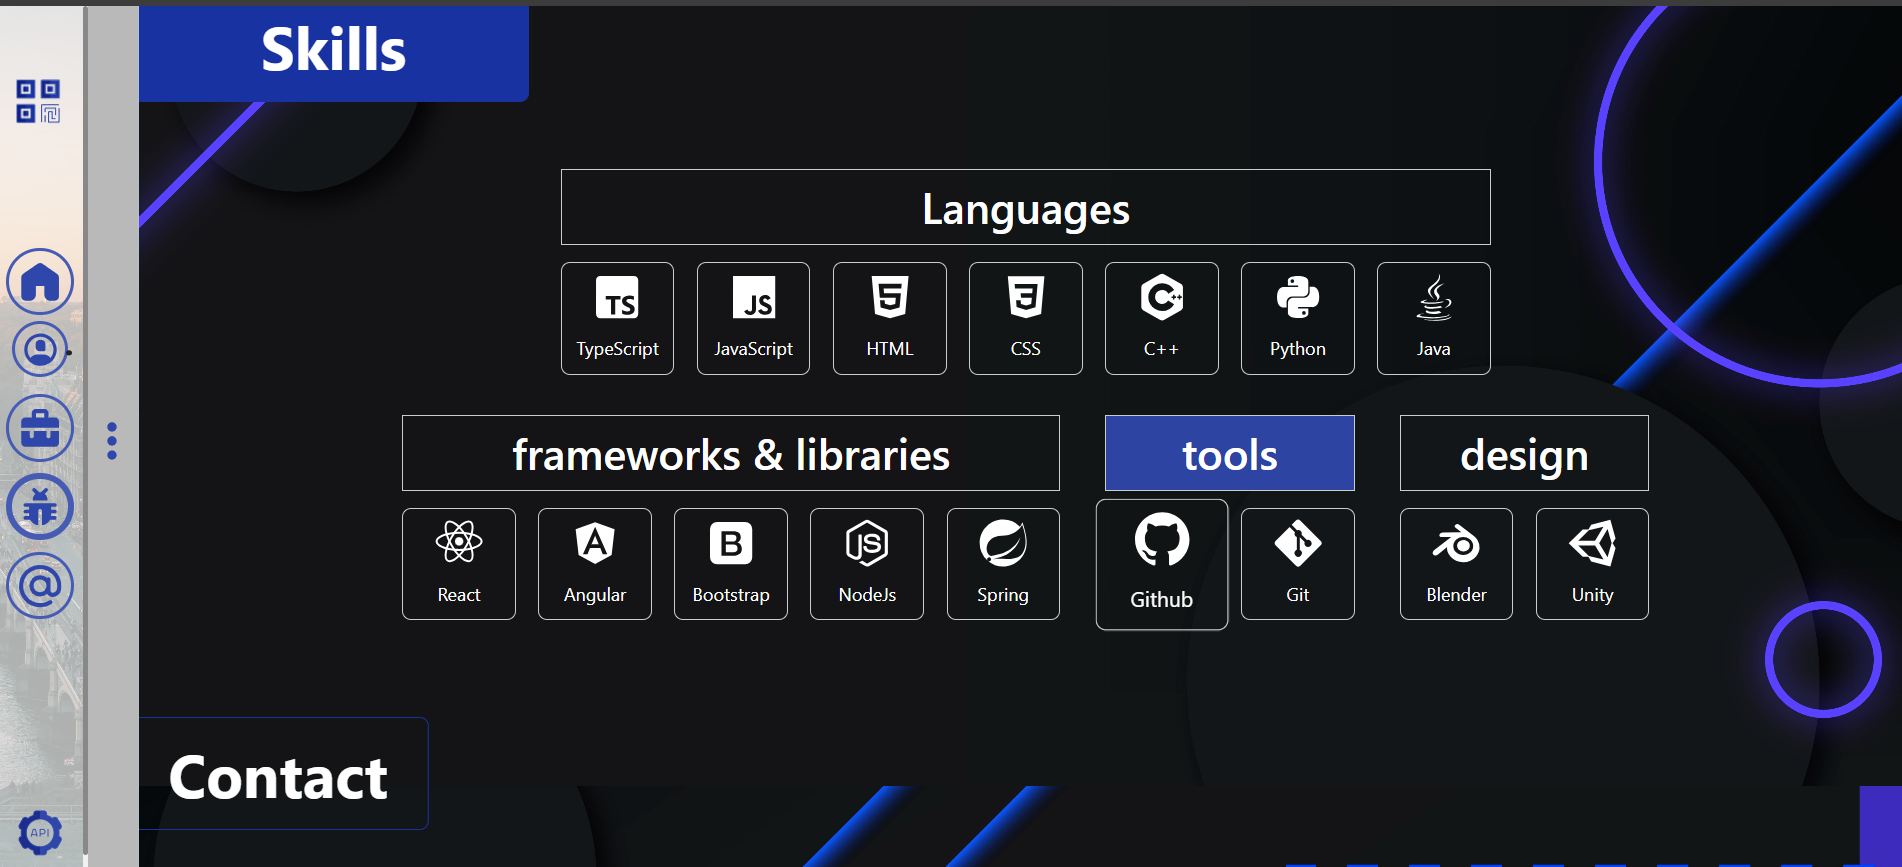 Skills
Languages
TS
JS
TypeScript
JavaScript
HTML
CSS
C++
Python
Java
frameworks & libraries
tools
design
React
Angular
Bootstrap
NodeJs
Spring
Github
Git
Blender
Unity
Contact
API